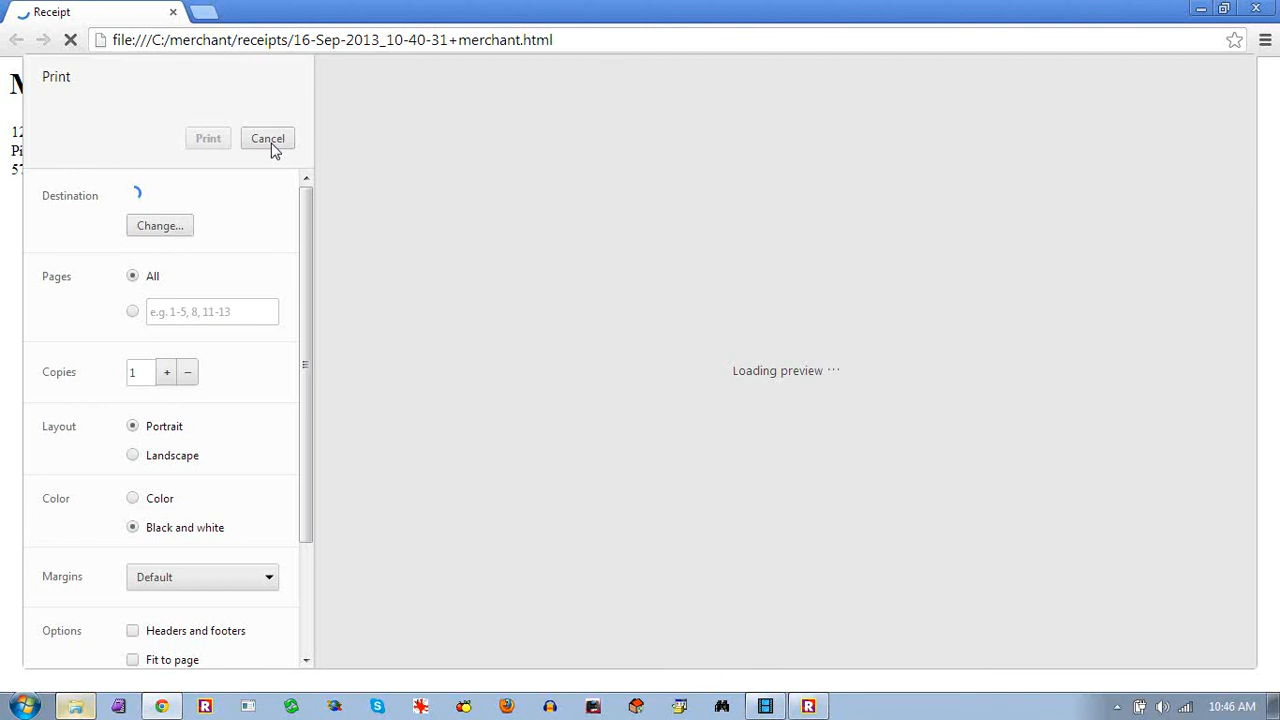 Receipt
file:///C:/merchant/receipts/16-Sep-2013_10-40-31+merchant.html
Print
Print Cancel
Destination
Change...
Pages All
e.g. 1-5, 8, 11-13
Copies 1 + −
Loading preview ...
Layout Portrait
Landscape
Color Color
Black and white
Margins Default
Options Headers and footers
Fit to page
10:46 AM